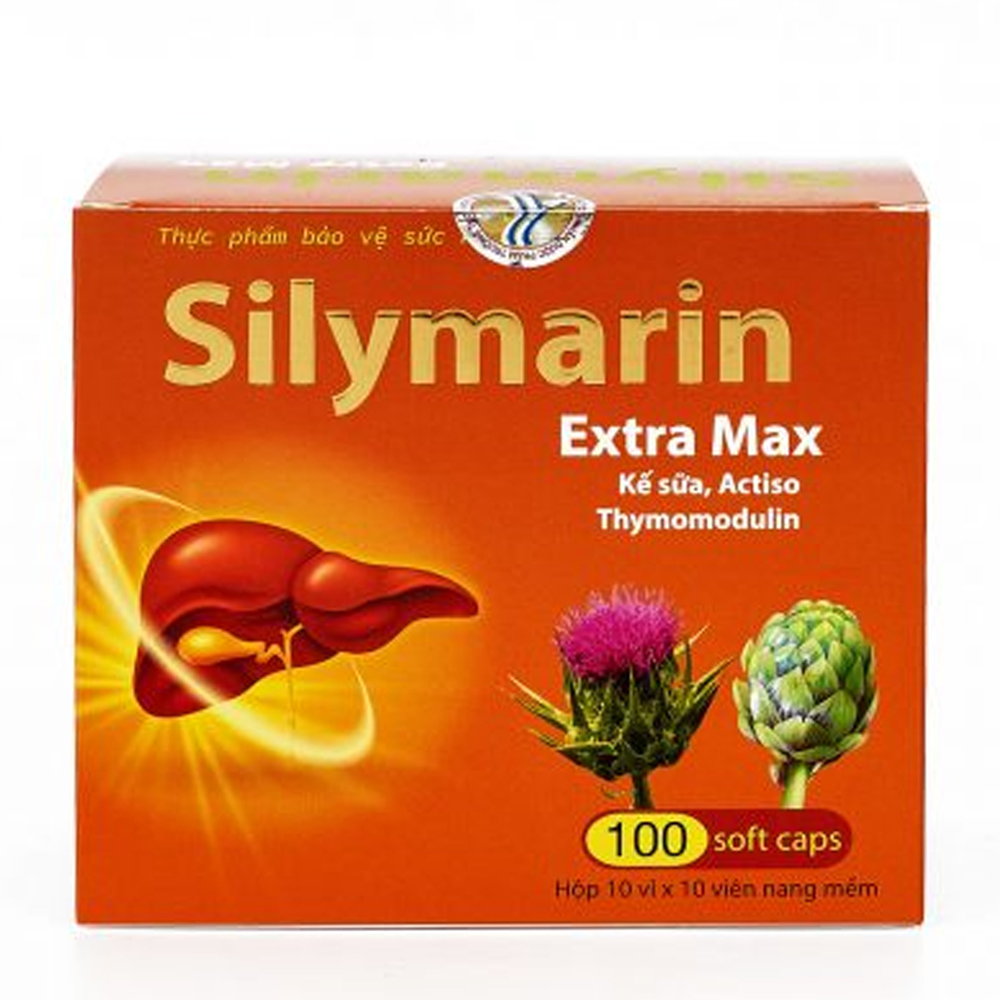 Thực phẩm bảo vệ sức
Silymarin
Extra Max
Kế sữa, Actiso
Thymomodulin
100 soft caps
Hộp 10 vỉ x 10 viên nang mềm